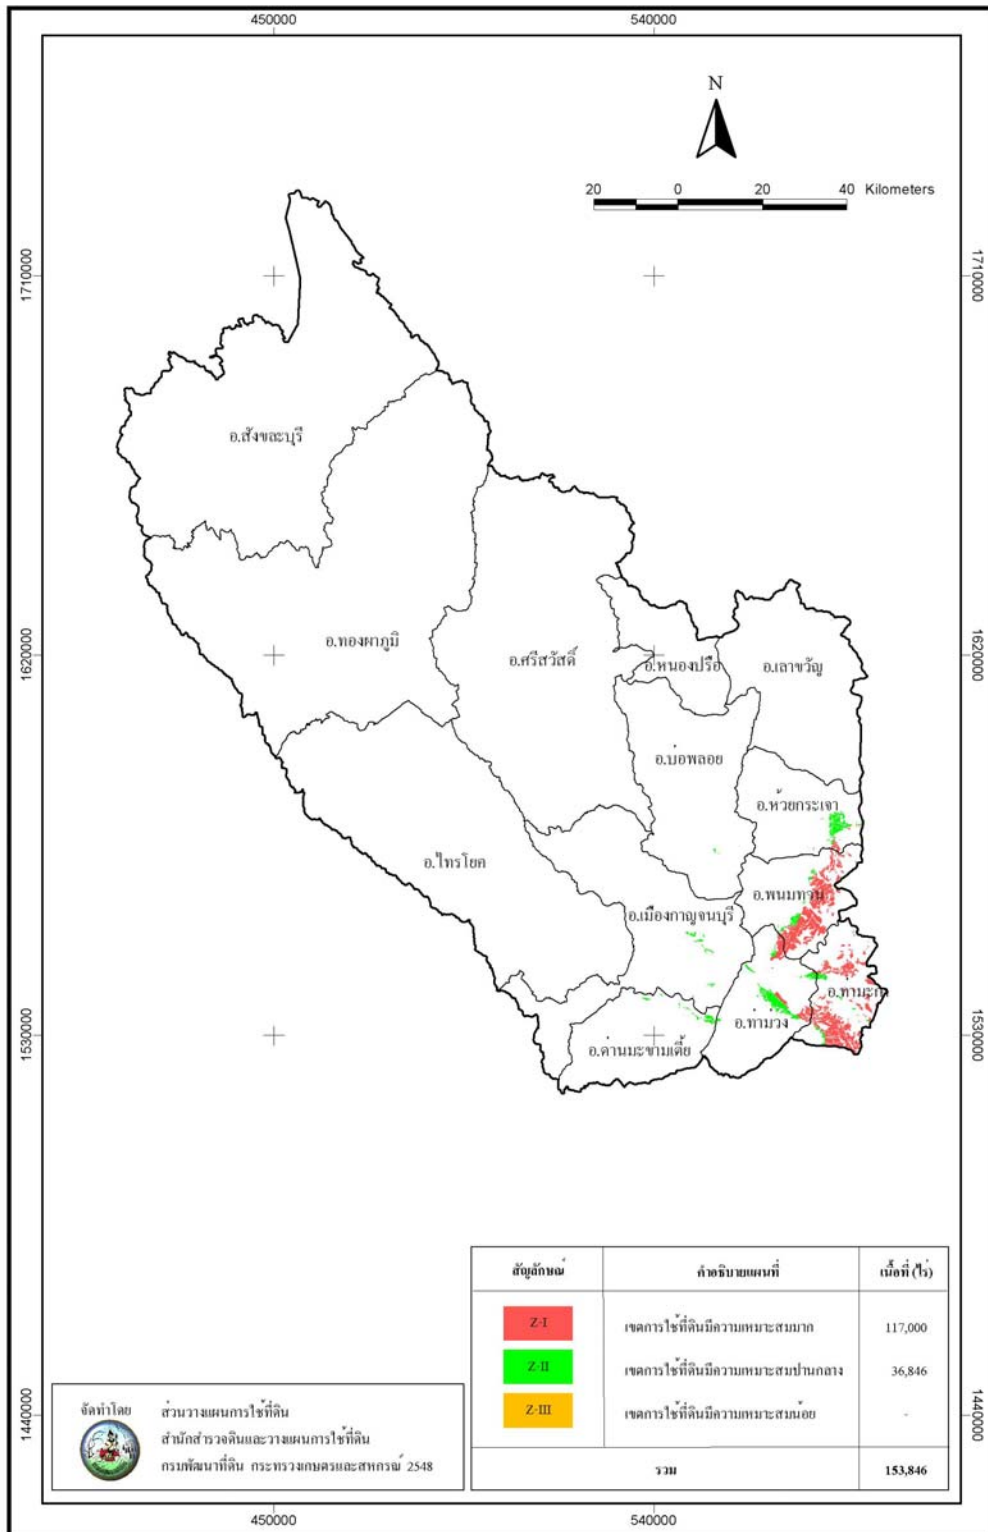 450000 540000
N
20 0 20 40 Kilometers
1710000 1710000
อ.สังขละบุรี
อ.ทองผาภูมิ
อ.ศรีสวัสดิ์
อ.หนองปรือ
อ.เลาขวัญ
1620000 1620000
อ.บ่อพลอย
อ.ห้วยกระเจา
อ.ไทรโยค
อ.พนมทวน
อ.เมืองกาญจนบุรี
อ.ท่ามะกา
อ.ท่าม่วง
อ.ด่านมะขามเตี้ย
1530000 1530000
สัญลักษณ์ คำอธิบายแผนที่ เนื้อที่ (ไร่)
Z-I เขตการใช้ที่ดินมีความเหมาะสมมาก 117,000
Z-II เขตการใช้ที่ดินมีความเหมาะสมปานกลาง 36,846
Z-III เขตการใช้ที่ดินมีความเหมาะสมน้อย -
รวม 153,846
จัดทำโดย ส่วนวางแผนการใช้ที่ดิน
สำนักสำรวจดินและวางแผนการใช้ที่ดิน
กรมพัฒนาที่ดิน กระทรวงเกษตรและสหกรณ์ 2548
1440000 1440000
450000 540000